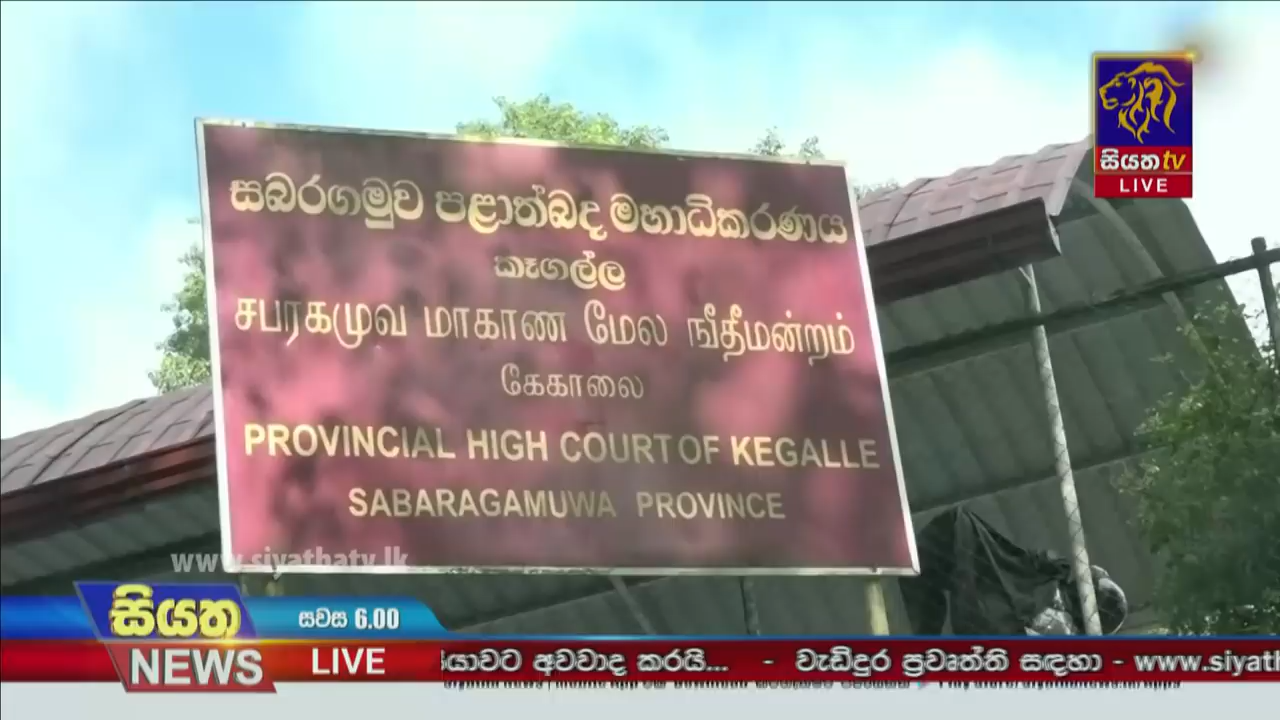 සියත tv
LIVE
සබරගමුව පළාත්බද මහාධිකරණය
කෑගල්ල
சபரகமுவ மாகாண மேல நீதீமன்றம்
கேகாலை
PROVINCIAL HIGH COURT OF KEGALLE
SABARAGAMUWA PROVINCE
www.siyathatv.lk
සියත සවස 6.00
NEWS LIVE
යාවට අවවාද කරයි... - වැඩිදුර ප්‍රවෘත්ති සඳහා - www.siyath